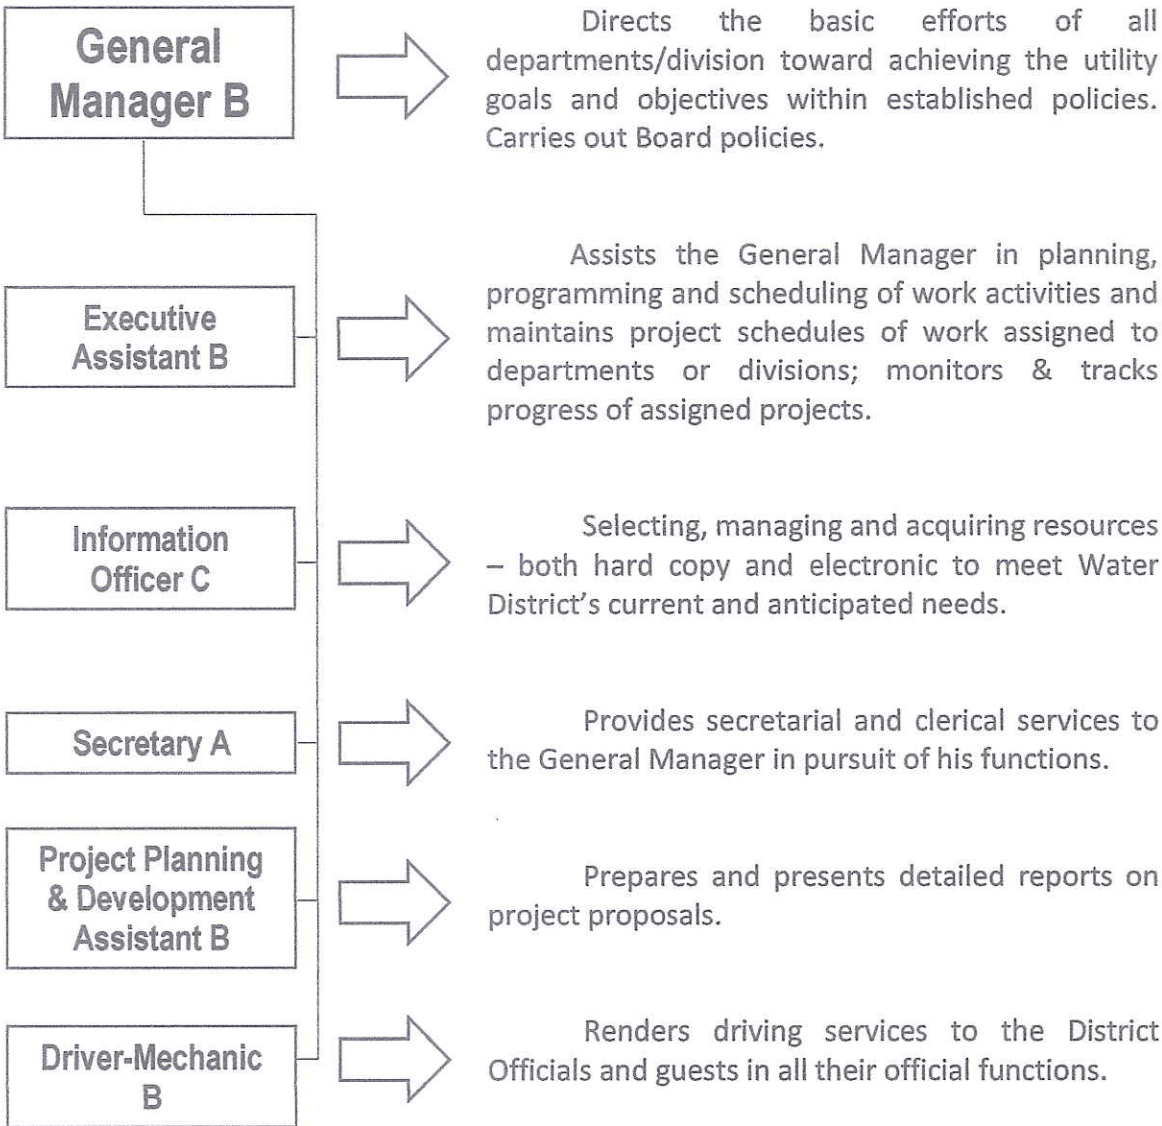 General
Manager B
Directs the basic efforts of all
departments/division toward achieving the utility
goals and objectives within established policies.
Carries out Board policies.
Executive
Assistant B
Assists the General Manager in planning,
programming and scheduling of work activities and
maintains project schedules of work assigned to
departments or divisions; monitors & tracks
progress of assigned projects.
Information
Officer C
Selecting, managing and acquiring resources
– both hard copy and electronic to meet Water
District's current and anticipated needs.
Secretary A
Provides secretarial and clerical services to
the General Manager in pursuit of his functions.
Project Planning
& Development
Assistant B
Prepares and presents detailed reports on
project proposals.
Driver-Mechanic
B
Renders driving services to the District
Officials and guests in all their official functions.